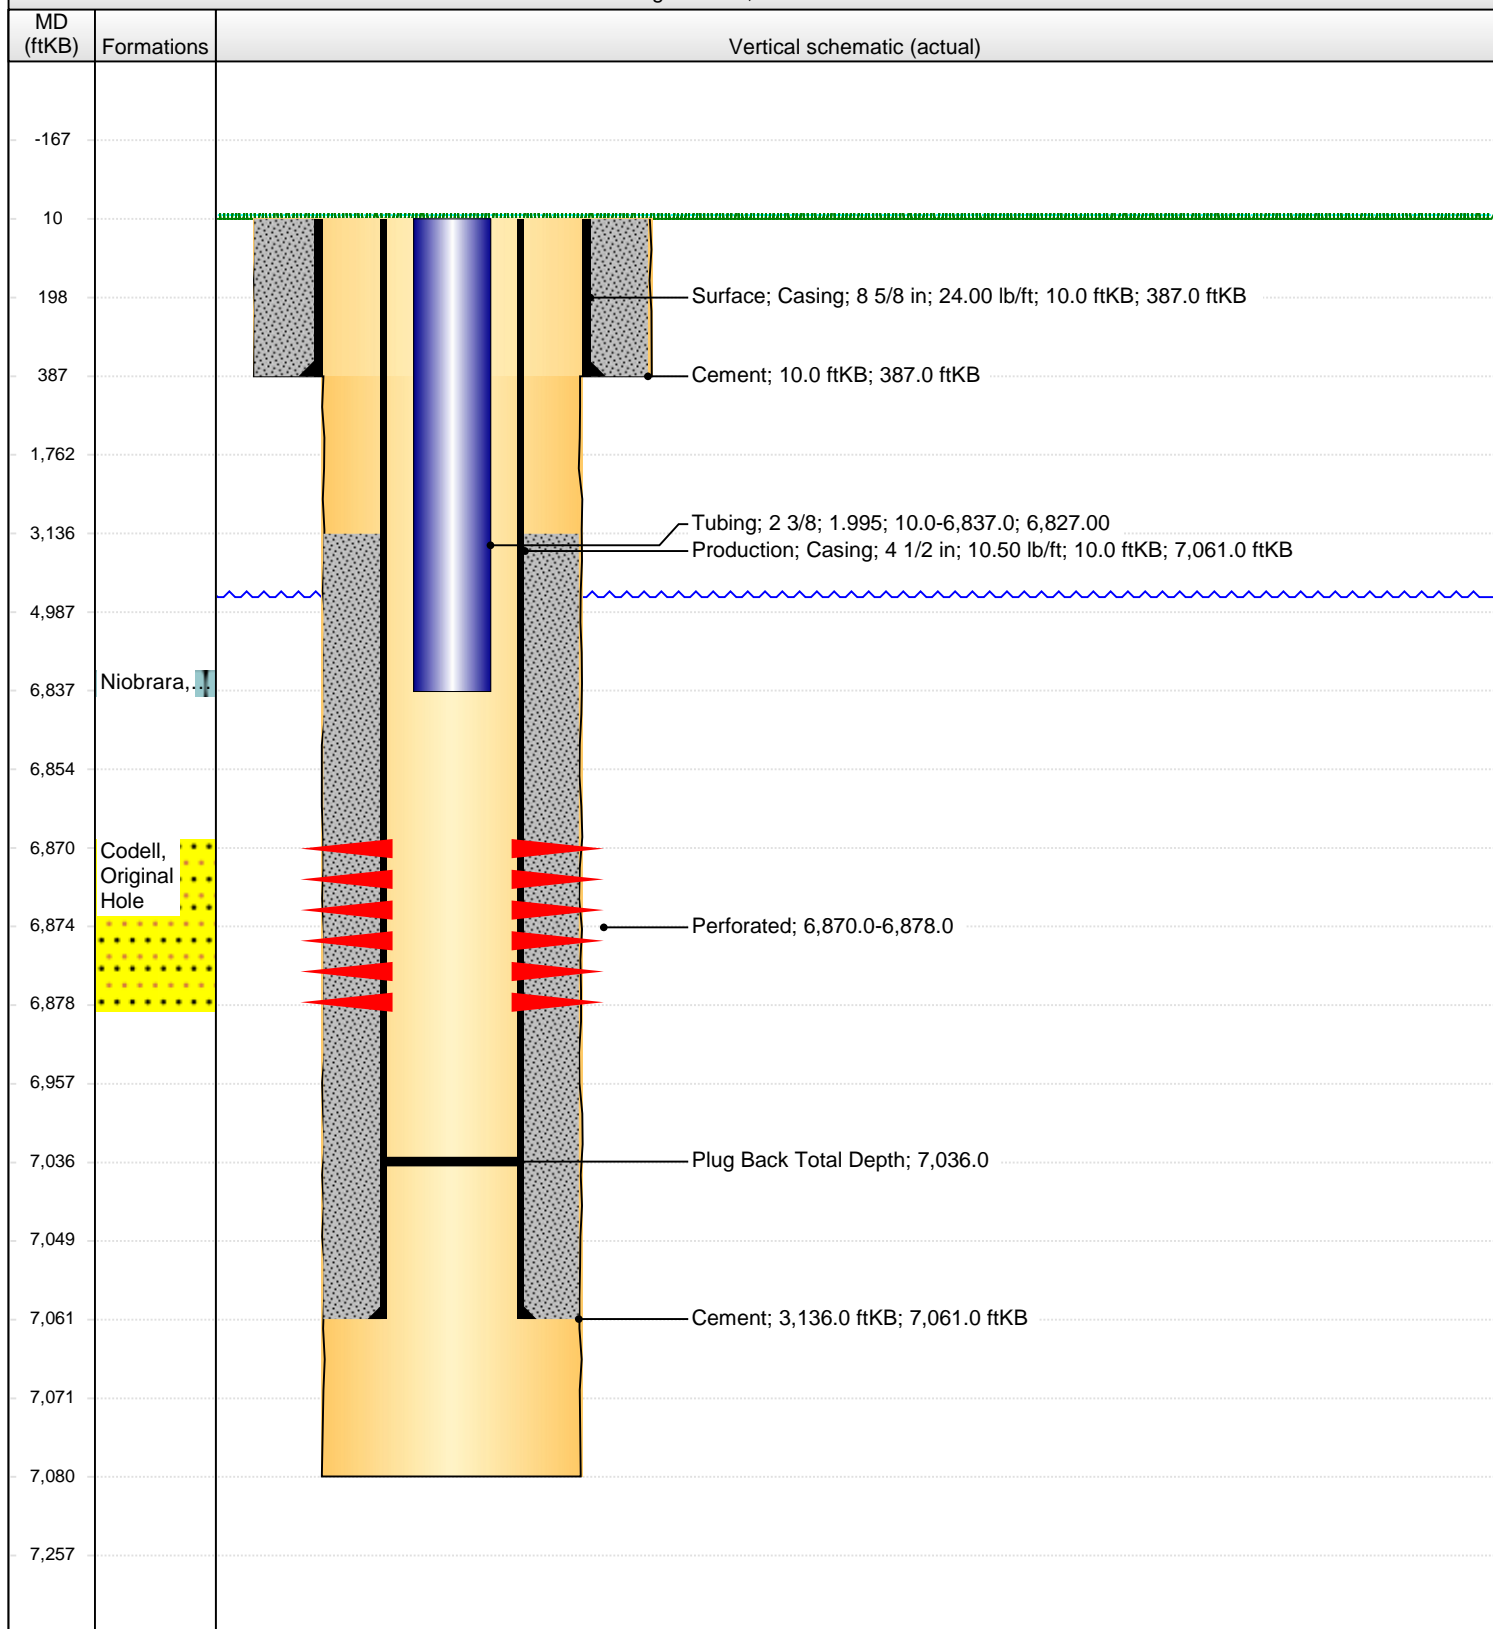 MD
(ftKB)
Formations
Vertical schematic (actual)
-167
10
198
Surface; Casing; 8 5/8 in; 24.00 lb/ft; 10.0 ftKB; 387.0 ftKB
387
Cement; 10.0 ftKB; 387.0 ftKB
1,762
3,136
Tubing; 2 3/8; 1.995; 10.0-6,837.0; 6,827.00
Production; Casing; 4 1/2 in; 10.50 lb/ft; 10.0 ftKB; 7,061.0 ftKB
4,987
Niobrara,...
6,837
6,854
6,870
Codell,
Original
Hole
6,874
Perforated; 6,870.0-6,878.0
6,878
6,957
7,036
Plug Back Total Depth; 7,036.0
7,049
7,061
Cement; 3,136.0 ftKB; 7,061.0 ftKB
7,071
7,080
7,257